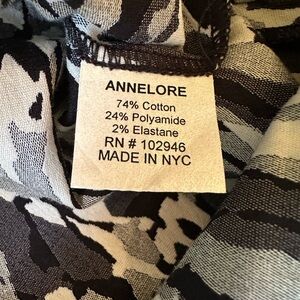 ANNELORE
74% Cotton
24% Polyamide
2% Elastane
RN # 102946
MADE IN NYC